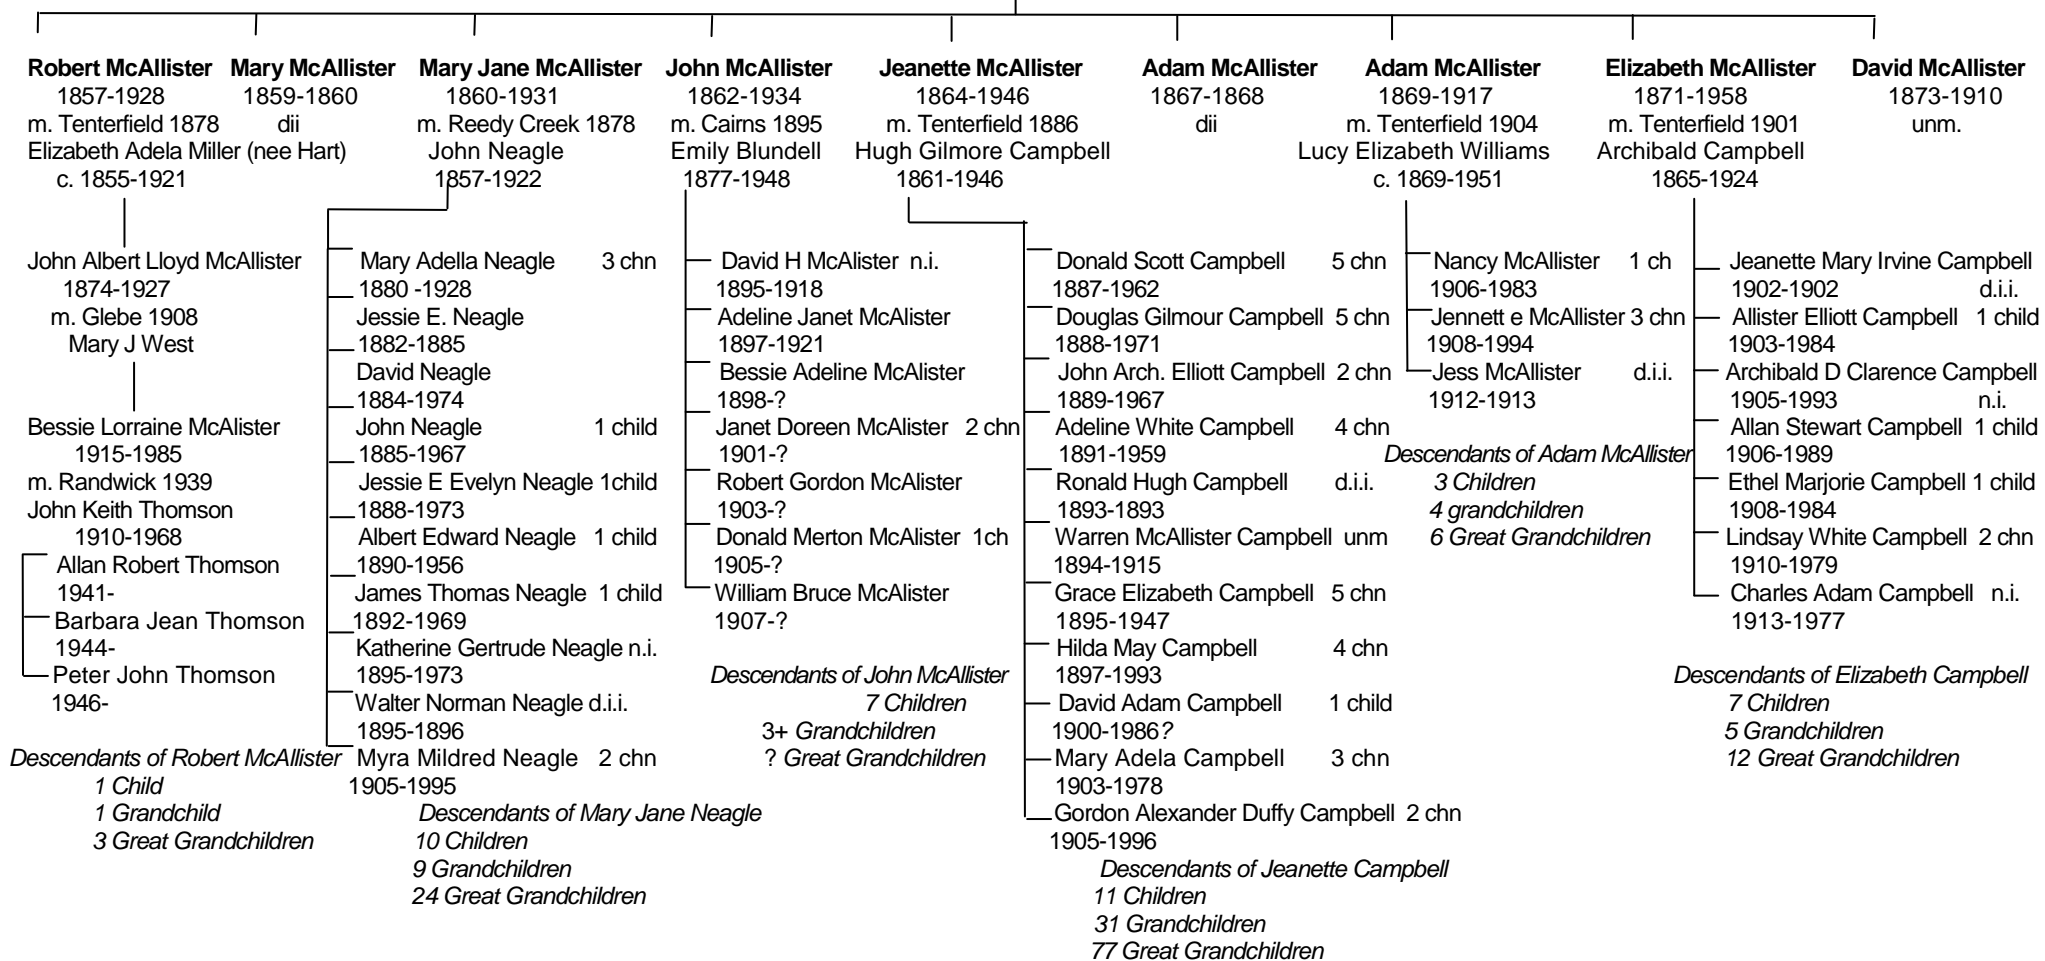 Robert McAllister
1857-1928
m. Tenterfield 1878
Elizabeth Adela Miller (nee Hart)
c. 1855-1921
John Albert Lloyd McAllister
1874-1927
m. Glebe 1908
Mary J West
Bessie Lorraine McAlister
1915-1985
m. Randwick 1939
John Keith Thomson
1910-1968
Allan Robert Thomson
1941-
Barbara Jean Thomson
1944-
Peter John Thomson
1946-
Descendants of Robert McAllister
1 Child
1 Grandchild
3 Great Grandchildren
Mary McAllister
1859-1860
dii
Mary Jane McAllister
1860-1931
m. Reedy Creek 1878
John Neagle
1857-1922
Mary Adella Neagle 3 chn
1880 -1928
Jessie E. Neagle
1882-1885
David Neagle
1884-1974
John Neagle 1 child
1885-1967
Jessie E Evelyn Neagle 1child
1888-1973
Albert Edward Neagle 1 child
1890-1956
James Thomas Neagle 1 child
1892-1969
Katherine Gertrude Neagle n.i.
1895-1973
Walter Norman Neagle d.i.i.
1895-1896
Myra Mildred Neagle 2 chn
1905-1995
Descendants of Mary Jane Neagle
10 Children
9 Grandchildren
24 Great Grandchildren
John McAllister
1862-1934
m. Cairns 1895
Emily Blundell
1877-1948
David H McAlister n.i.
1895-1918
Adeline Janet McAlister
1897-1921
Bessie Adeline McAlister
1898-?
Janet Doreen McAlister 2 chn
1901-?
Robert Gordon McAlister
1903-?
Donald Merton McAlister 1ch
1905-?
William Bruce McAlister
1907-?
Descendants of John McAllister
7 Children
3+ Grandchildren
? Great Grandchildren
Jeanette McAllister
1864-1946
m. Tenterfield 1886
Hugh Gilmore Campbell
1861-1946
Donald Scott Campbell 5 chn
1887-1962
Douglas Gilmour Campbell 5 chn
1888-1971
John Arch. Elliott Campbell 2 chn
1889-1967
Adeline White Campbell 4 chn
1891-1959
Ronald Hugh Campbell d.i.i.
1893-1893
Warren McAllister Campbell unm
1894-1915
Grace Elizabeth Campbell 5 chn
1895-1947
Hilda May Campbell 4 chn
1897-1993
David Adam Campbell 1 child
1900-1986?
Mary Adela Campbell 3 chn
1903-1978
Gordon Alexander Duffy Campbell 2 chn
1905-1996
Descendants of Jeanette Campbell
11 Children
31 Grandchildren
77 Great Grandchildren
Adam McAllister
1867-1868
dii
Adam McAllister
1869-1917
m. Tenterfield 1904
Lucy Elizabeth Williams
c. 1869-1951
Nancy McAllister 1 ch
1906-1983
Jennett e McAllister 3 chn
1908-1994
Jess McAllister d.i.i.
1912-1913
Descendants of Adam McAllister
3 Children
4 grandchildren
6 Great Grandchildren
Elizabeth McAllister
1871-1958
m. Tenterfield 1901
Archibald Campbell
1865-1924
Jeanette Mary Irvine Campbell
1902-1902 d.i.i.
Allister Elliott Campbell 1 child
1903-1984
Archibald D Clarence Campbell
1905-1993 n.i.
Allan Stewart Campbell 1 child
1906-1989
Ethel Marjorie Campbell 1 child
1908-1984
Lindsay White Campbell 2 chn
1910-1979
Charles Adam Campbell n.i.
1913-1977
Descendants of Elizabeth Campbell
7 Children
5 Grandchildren
12 Great Grandchildren
David McAllister
1873-1910
unm.